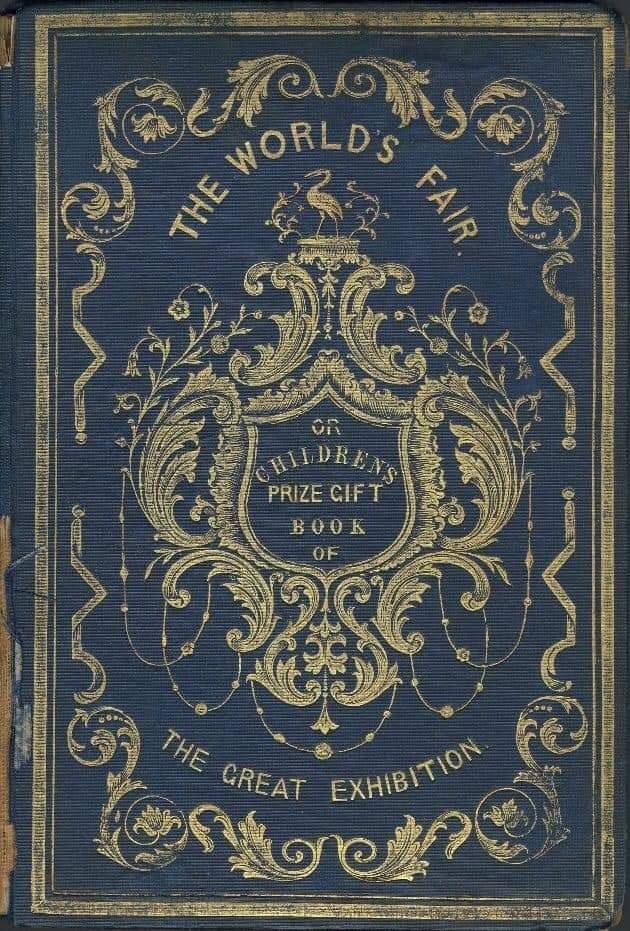 THE WORLD'S FAIR.
OR
CHILDREN'S
PRIZE GIFT
BOOK
OF
THE GREAT EXHIBITION.